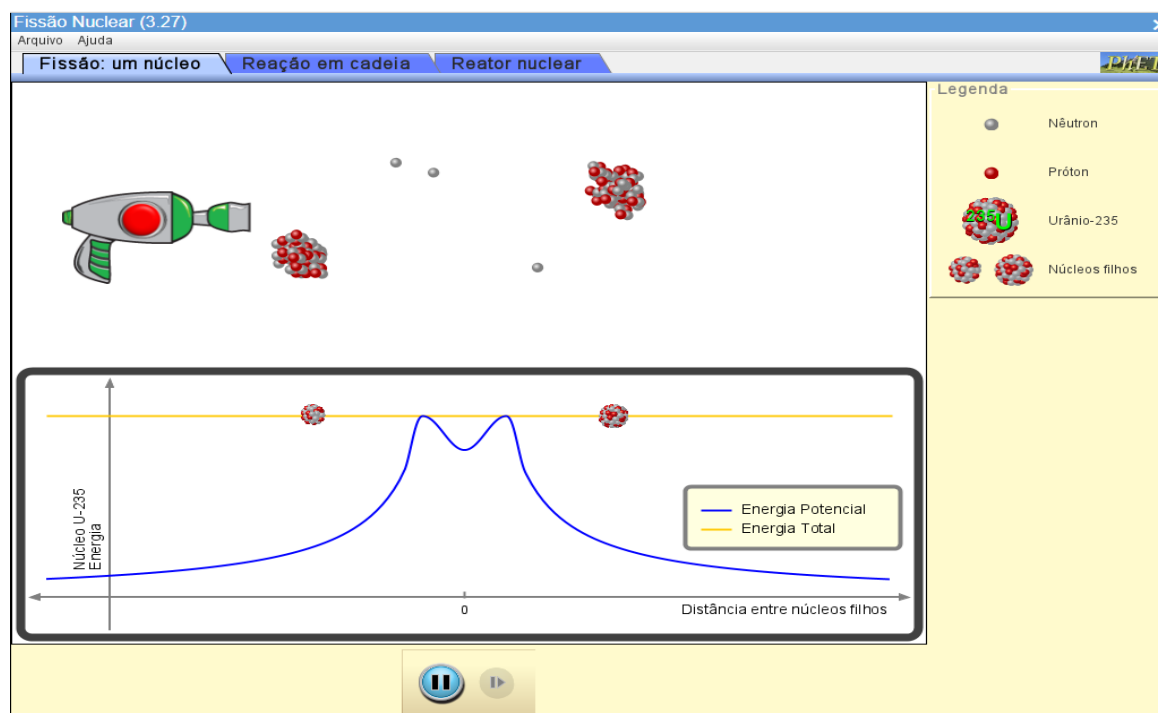 Fissão Nuclear (3.27)
Arquivo Ajuda
Fissão: um núcleo Reação em cadeia Reator nuclear
PhET
Legenda
Nêutron
Próton
235U
Urânio-235
Núcleos filhos
Núcleo U-235
Energia
Energia Potencial
Energia Total
0
Distância entre núcleos filhos